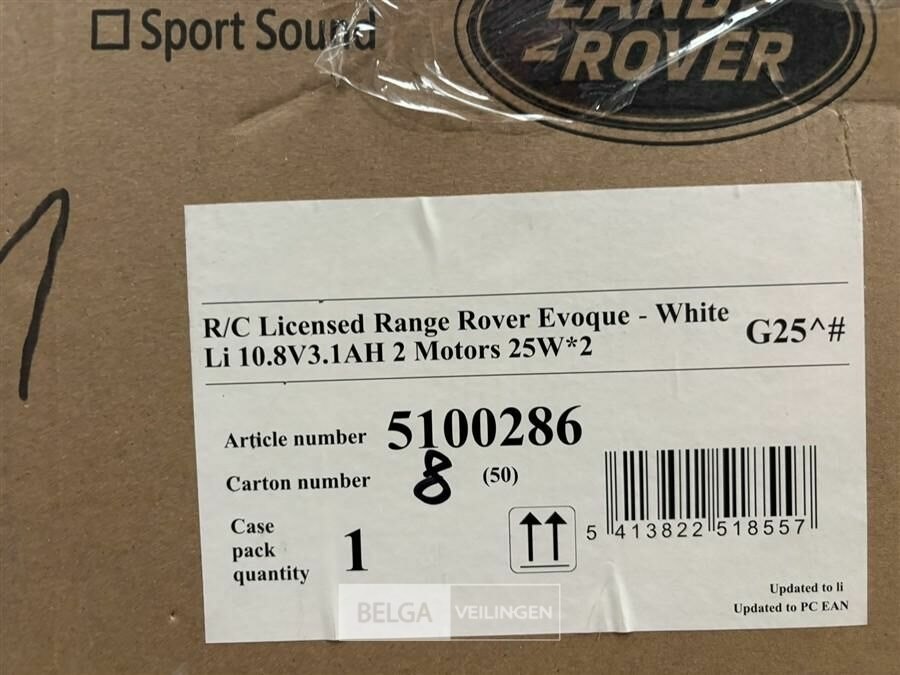 ☐ Sport Sound
LAND
ROVER
1
R/C Licensed Range Rover Evoque - White
Li 10.8V3.1AH 2 Motors 25W*2
G25^#
Article number 5100286
Carton number 8 (50)
Case
pack
quantity 1
5 413822 518557
Updated to li
Updated to PC EAN
BELGA VEILINGEN